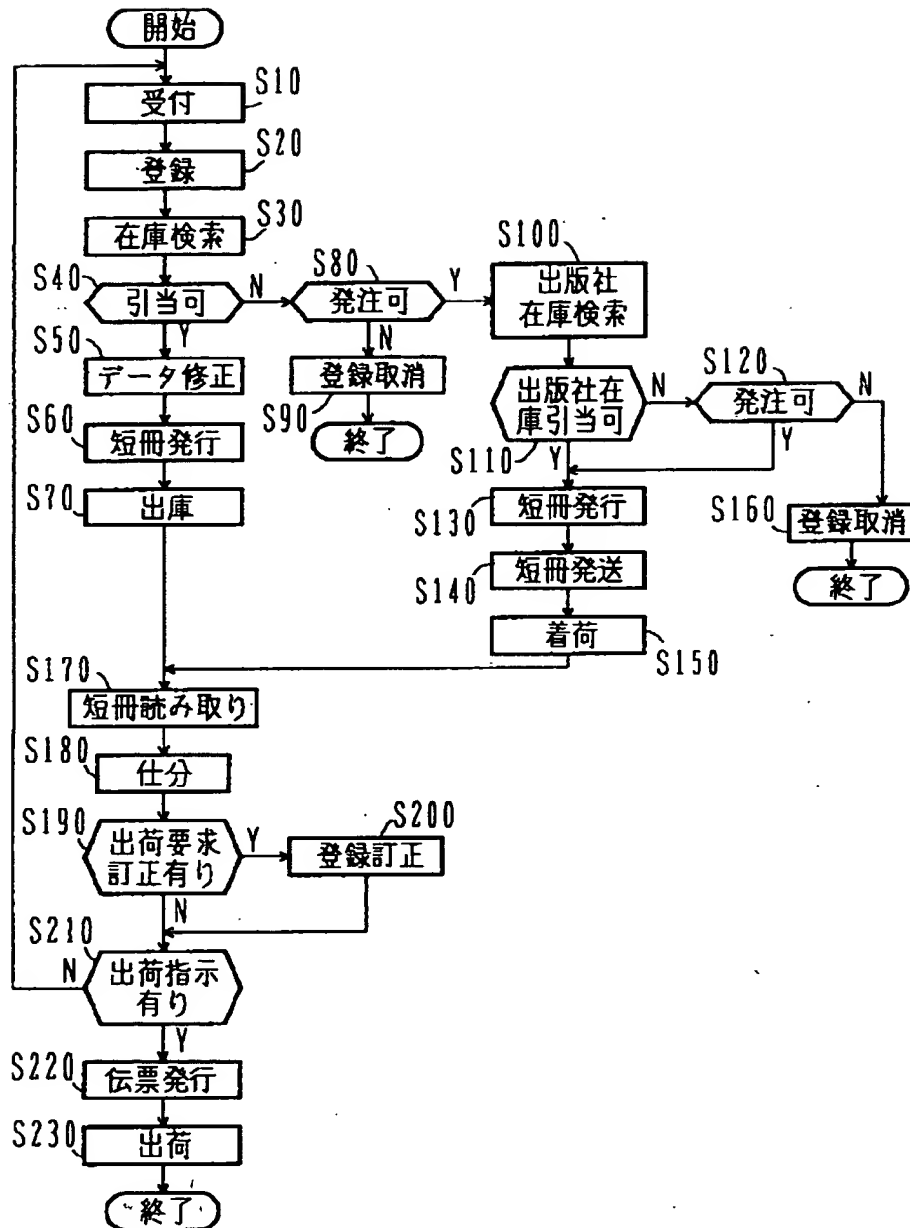 開始
S10
受付
S20
登録
S30
在庫検索
S40
引当可
N
Y
S80
発注可
Y
N
S100
出版社
在庫検索
S50
データ修正
S90
登録取消
終了
S110
出版社在
庫引当可
N
Y
S120
発注可
N
Y
S60
短冊発行
S70
出庫
S130
短冊発行
S160
登録取消
終了
S140
短冊発送
S150
着荷
S170
短冊読み取り
S180
仕分
S190
出荷要求
訂正有り
Y
N
S200
登録訂正
S210
出荷指示
有り
N
Y
S220
伝票発行
S230
出荷
終了